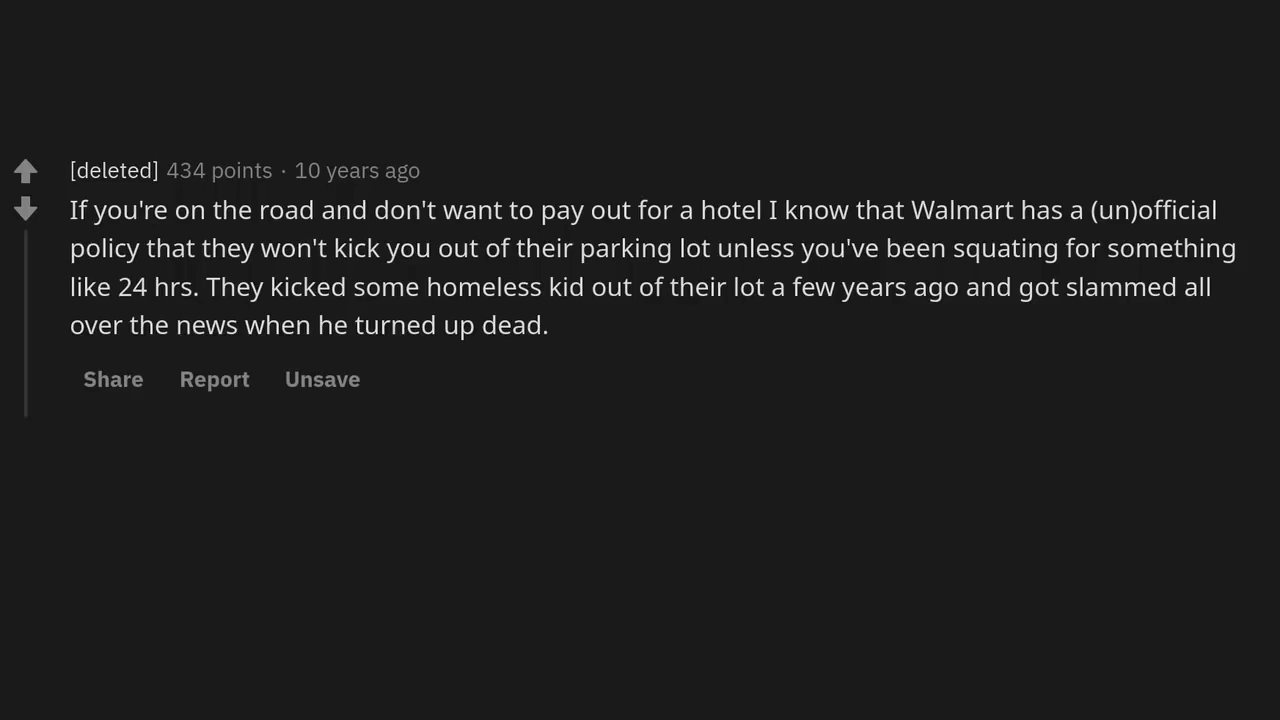 [deleted] 434 points · 10 years ago
If you're on the road and don't want to pay out for a hotel I know that Walmart has a (un)official
policy that they won't kick you out of their parking lot unless you've been squating for something
like 24 hrs. They kicked some homeless kid out of their lot a few years ago and got slammed all
over the news when he turned up dead.
Share Report Unsave